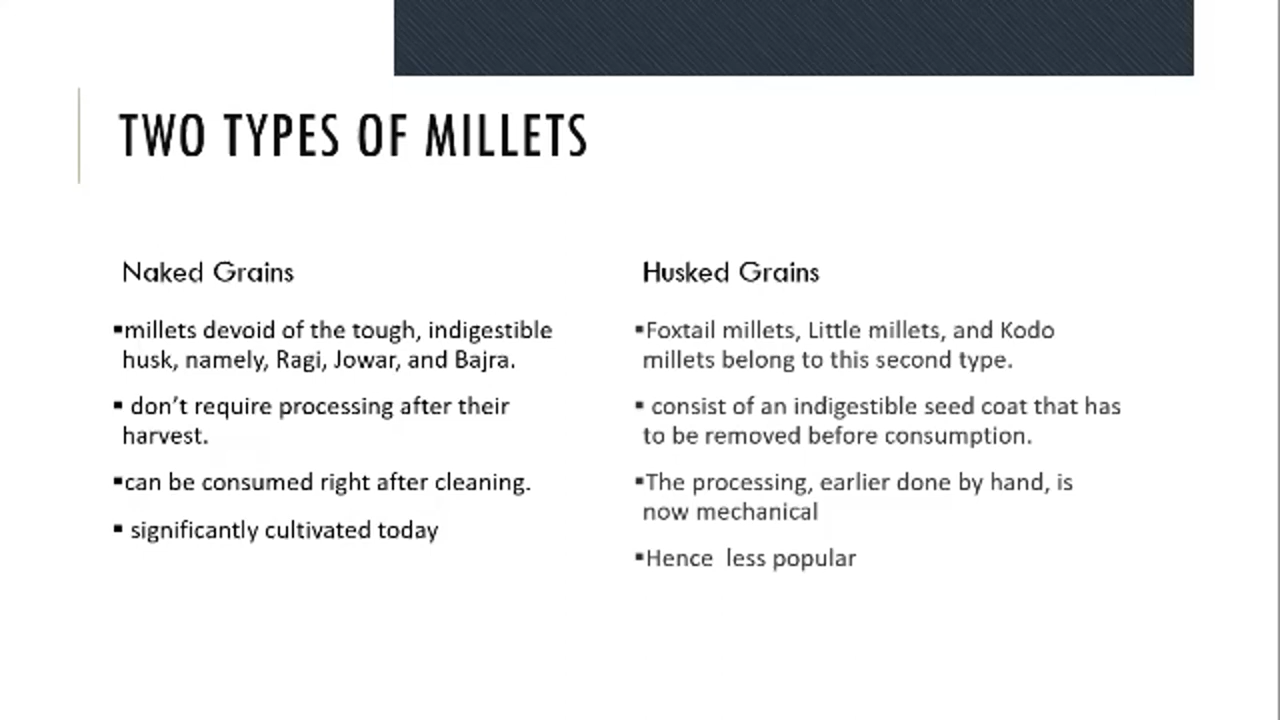 TWO TYPES OF MILLETS
Naked Grains
▪millets devoid of the tough, indigestible
husk, namely, Ragi, Jowar, and Bajra.
▪ don’t require processing after their
harvest.
▪can be consumed right after cleaning.
▪ significantly cultivated today
Husked Grains
▪Foxtail millets, Little millets, and Kodo
millets belong to this second type.
▪ consist of an indigestible seed coat that has
to be removed before consumption.
▪The processing, earlier done by hand, is
now mechanical
▪Hence  less popular